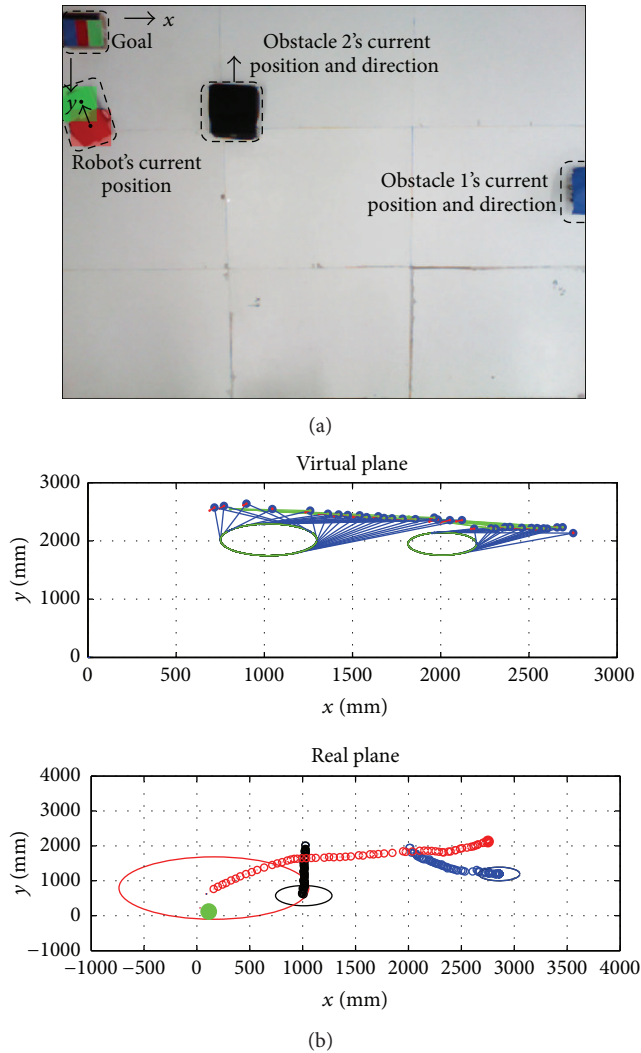 x
Goal
y
Obstacle 2's current
position and direction
Robot's current
position
Obstacle 1's current
position and direction
(a)
Virtual plane
3000
2000
1000
0
y (mm)
0 500 1000 1500 2000 2500 3000
x (mm)
Real plane
4000
3000
2000
1000
0
−1000
y (mm)
−1000 −500 0 500 1000 1500 2000 2500 3000 3500 4000
x (mm)
(b)